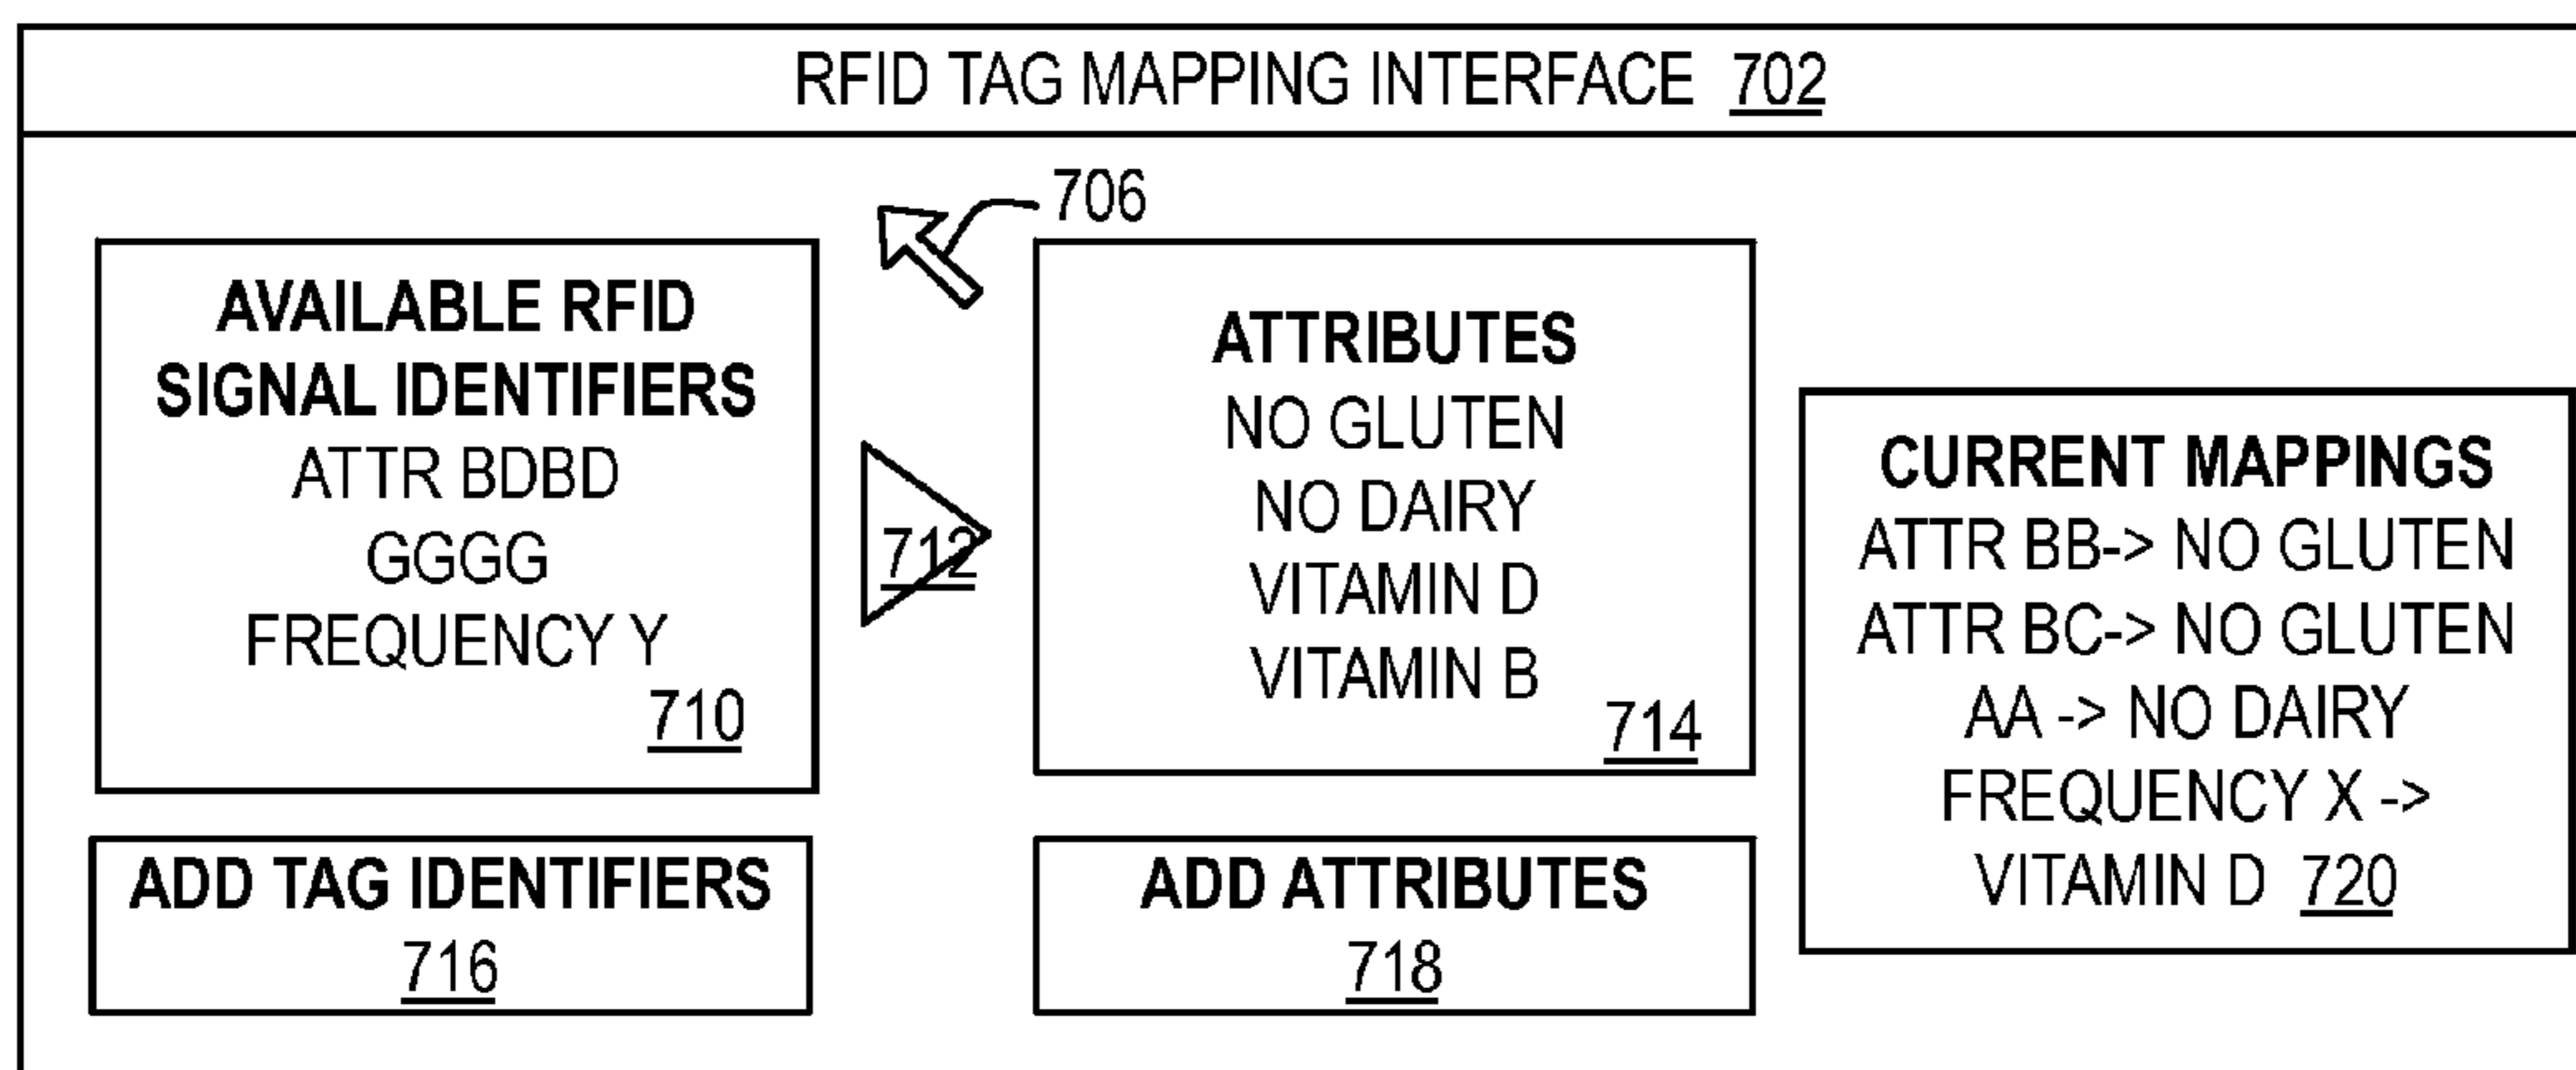 RFID TAG MAPPING INTERFACE 702
706
AVAILABLE RFID
SIGNAL IDENTIFIERS
ATTR BDBD
GGGG
FREQUENCY Y
710
712
ATTRIBUTES
NO GLUTEN
NO DAIRY
VITAMIN D
VITAMIN B
714
CURRENT MAPPINGS
ATTR BB-> NO GLUTEN
ATTR BC-> NO GLUTEN
AA -> NO DAIRY
FREQUENCY X ->
VITAMIN D 720
ADD TAG IDENTIFIERS
716
ADD ATTRIBUTES
718